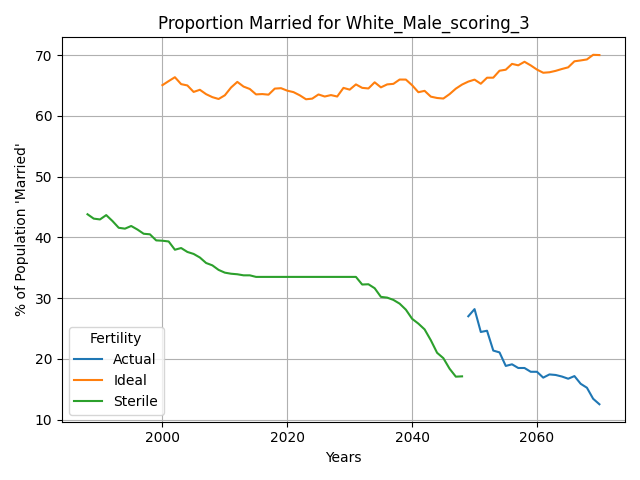 Proportion Married for White_Male_scoring_3
% of Population 'Married'
70
60
50
40
30
20
10
Fertility
Actual
Ideal
Sterile
2000 2020 2040 2060
Years